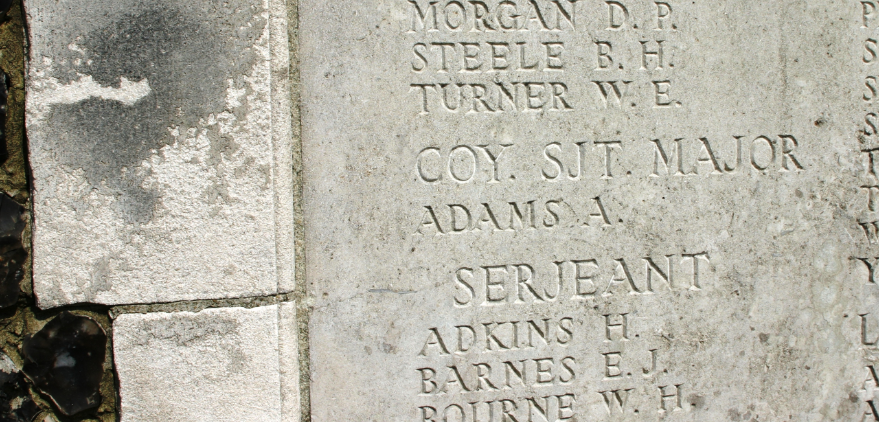 MORGAN D. P.
STEELE B. H.
TURNER W. E.
COY. SJT. MAJOR
ADAMS A.
SERJEANT
ADKINS H.
BARNES E. J.
BOURNE W. H.